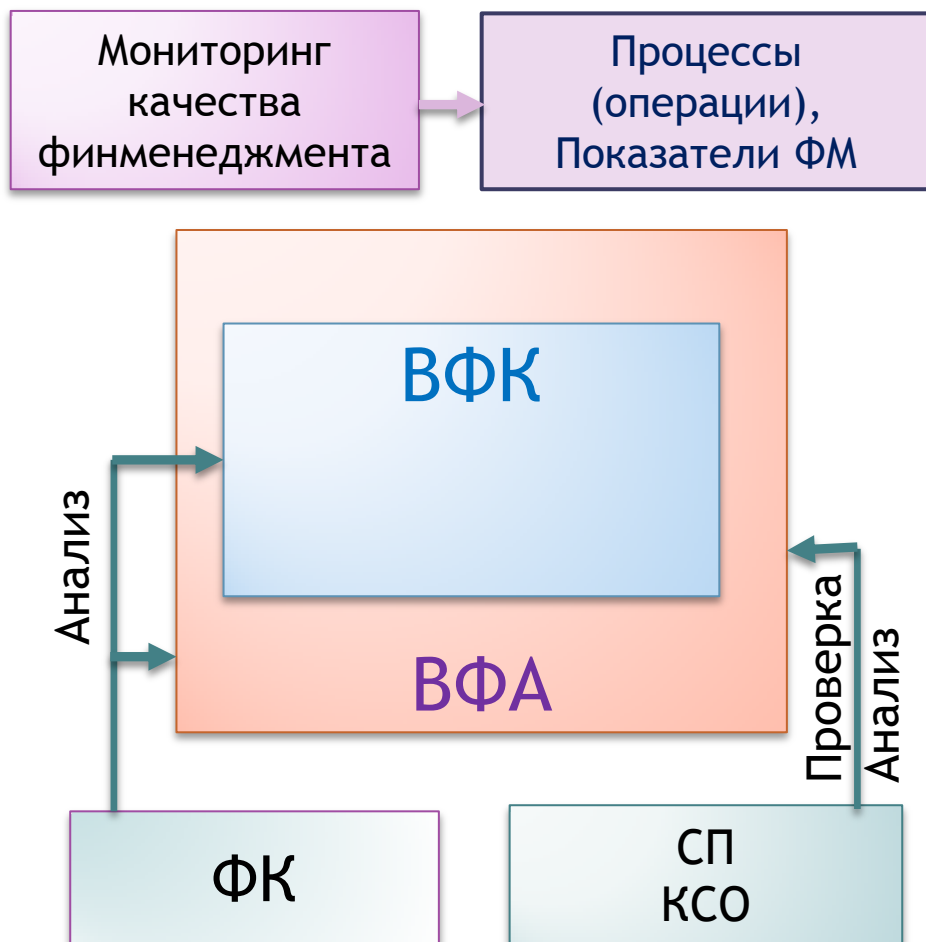 Мониторинг
качества
финменеджмента
Процессы
(операции),
Показатели ФМ
ВФК
Анализ
ВФА
Проверка
Анализ
ФК
СП
КСО